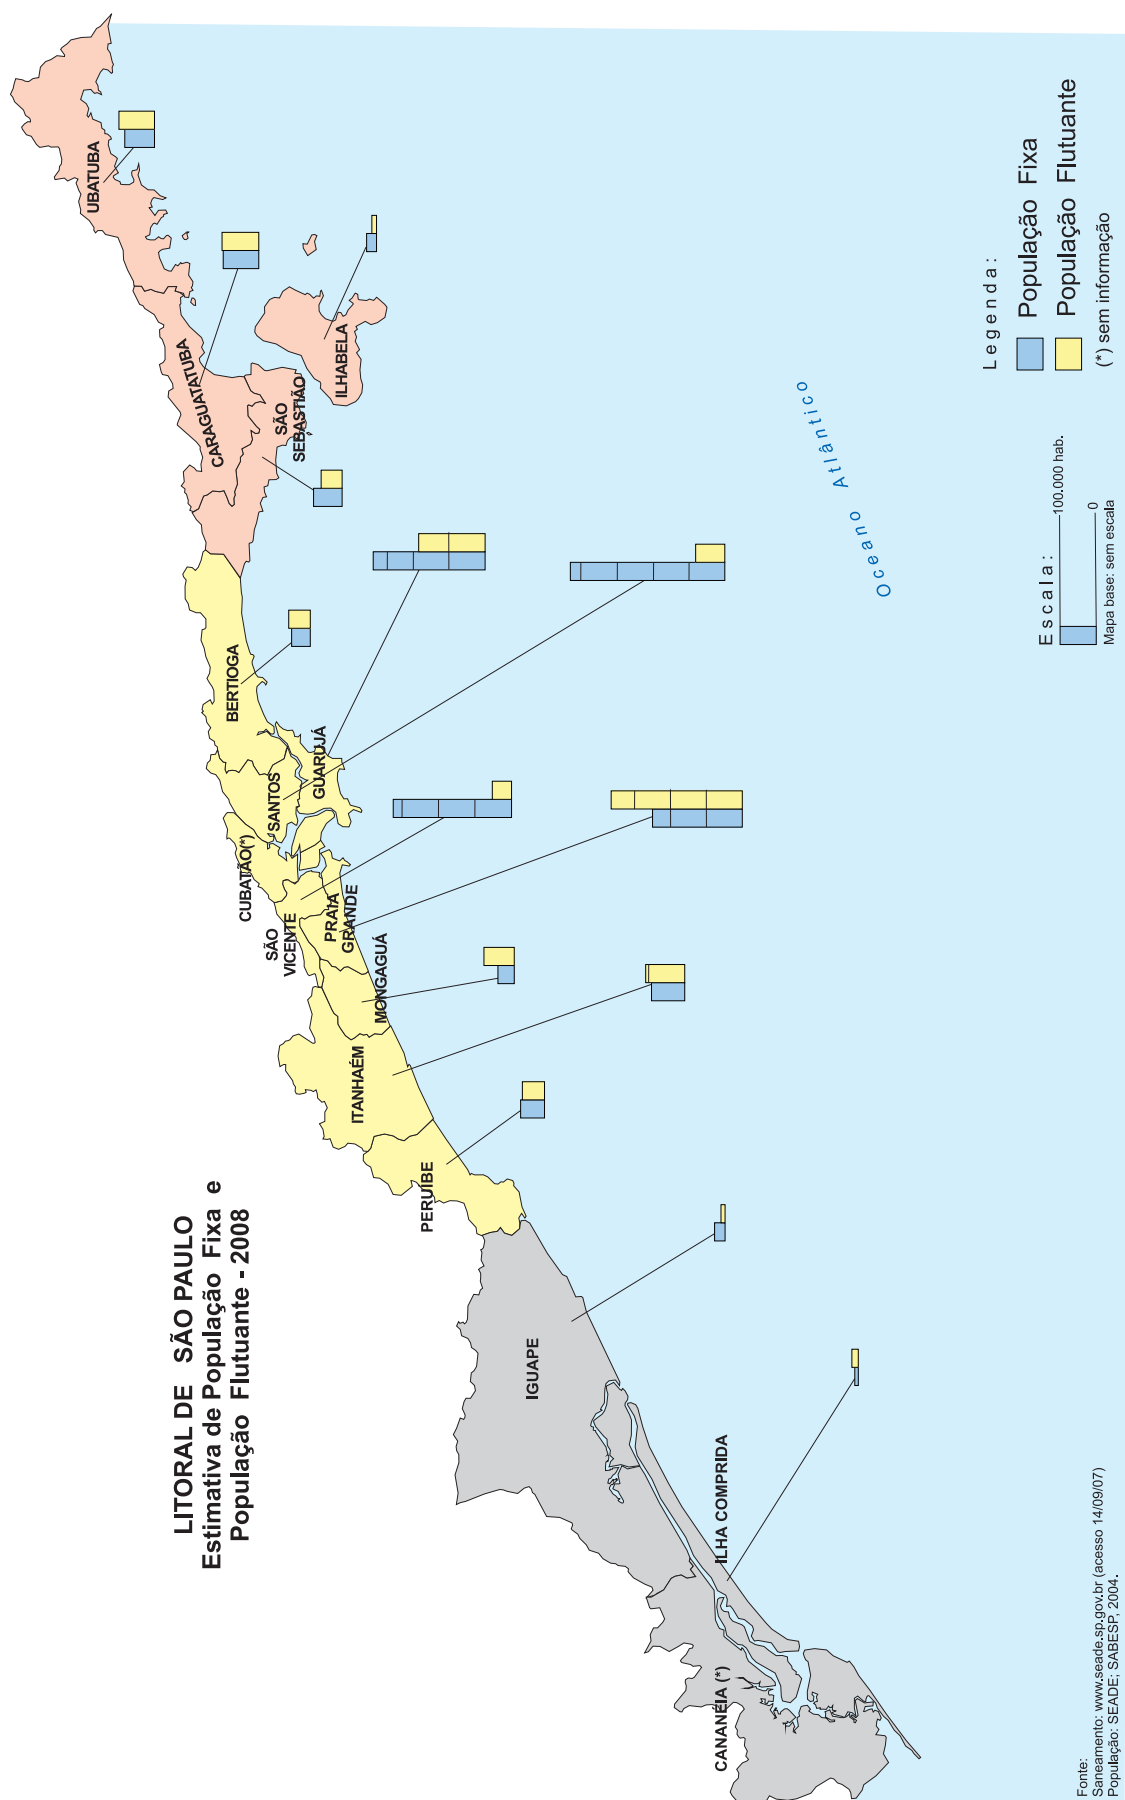 LITORAL DE SÃO PAULO
Estimativa de População Fixa e
População Flutuante - 2008
UBATUBA
CARAGUATATUBA
SÃO
SEBASTIÃO
ILHABELA
BERTIOGA
GUARUJÁ
SANTOS
CUBATÃO(*)
SÃO
VICENTE
PRAIA
GRANDE
MONGAGUÁ
ITANHAÉM
PERUÍBE
IGUAPE
ILHA COMPRIDA
CANANÉIA (*)
Oceano Atlântico
Legenda:
População Fixa
População Flutuante
(*) sem informação
Escala:
100.000 hab.
0
Mapa base: sem escala
Fonte:
Saneamento: www.seade.sp.gov.br (acesso 14/09/07)
População: SEADE; SABESP, 2004.